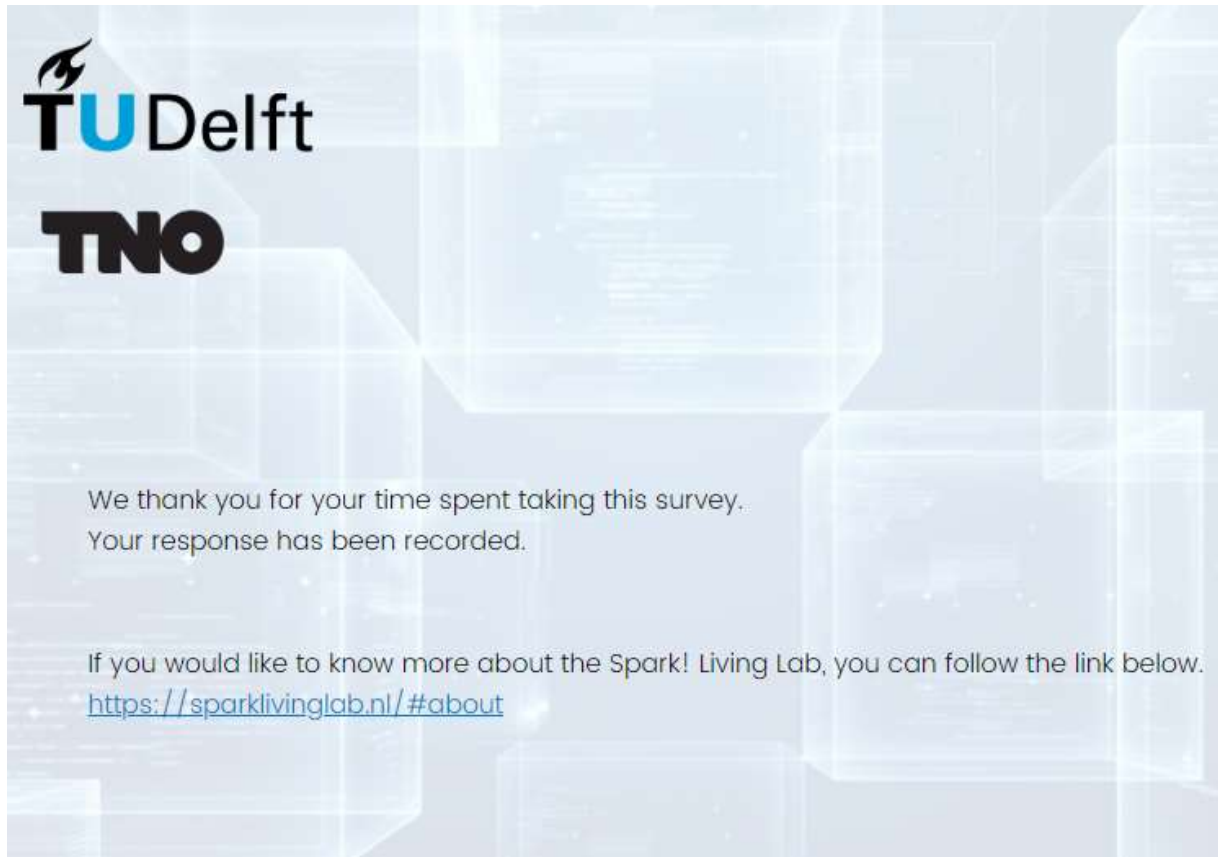 TU Delft
TNO
We thank you for your time spent taking this survey.
Your response has been recorded.
If you would like to know more about the Spark! Living Lab, you can follow the link below.
https://sparklivinglab.nl/#about